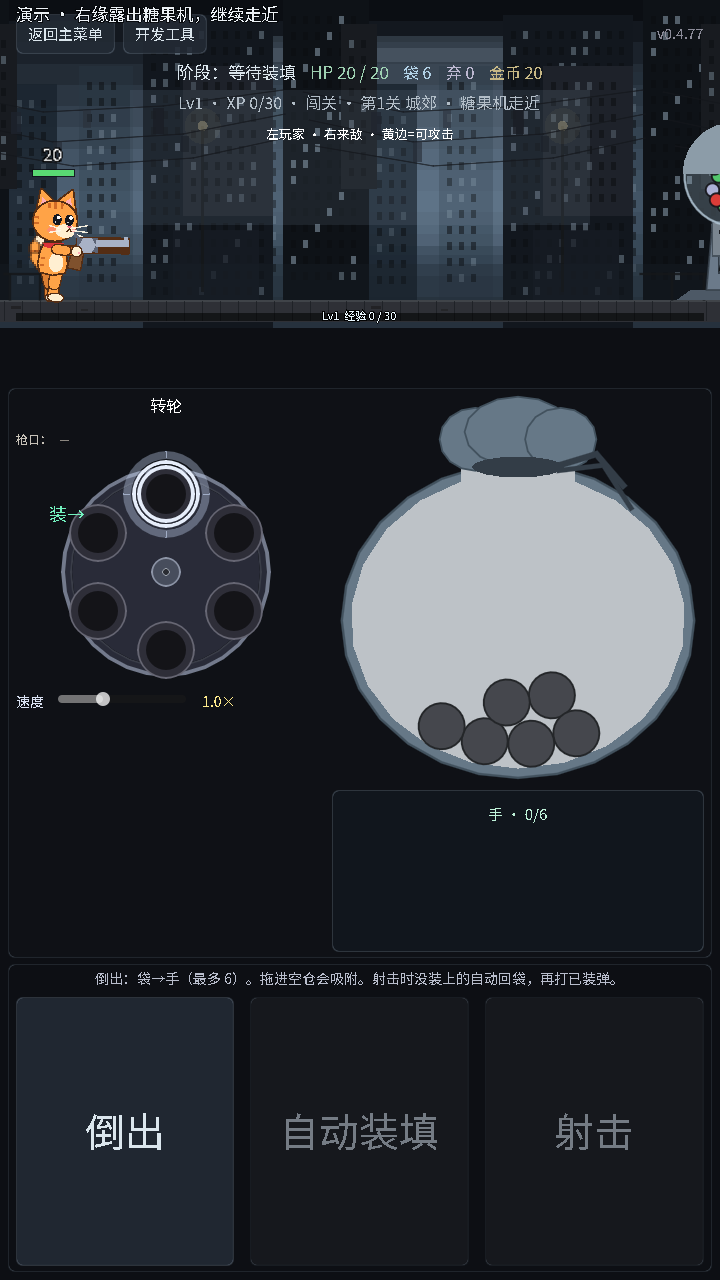 演示 · 右缘露出糖果机，继续走近
返回主菜单 开发工具 v0.4.77
阶段：等待装填 HP 20 / 20 袋 6 弃 0 金币 20
Lv1 · XP 0/30 · 闯关 · 第1关 城郊 · 糖果机走近
左玩家 · 右来敌 · 黄边=可攻击
20
Lv1 经验 0 / 30
转轮
枪口： —
装→
速度 1.0×
手 · 0/6
倒出：袋→手（最多 6）。拖进空仓会吸附。射击时没装上的自动回袋，再打已装弹。
倒出 自动装填 射击